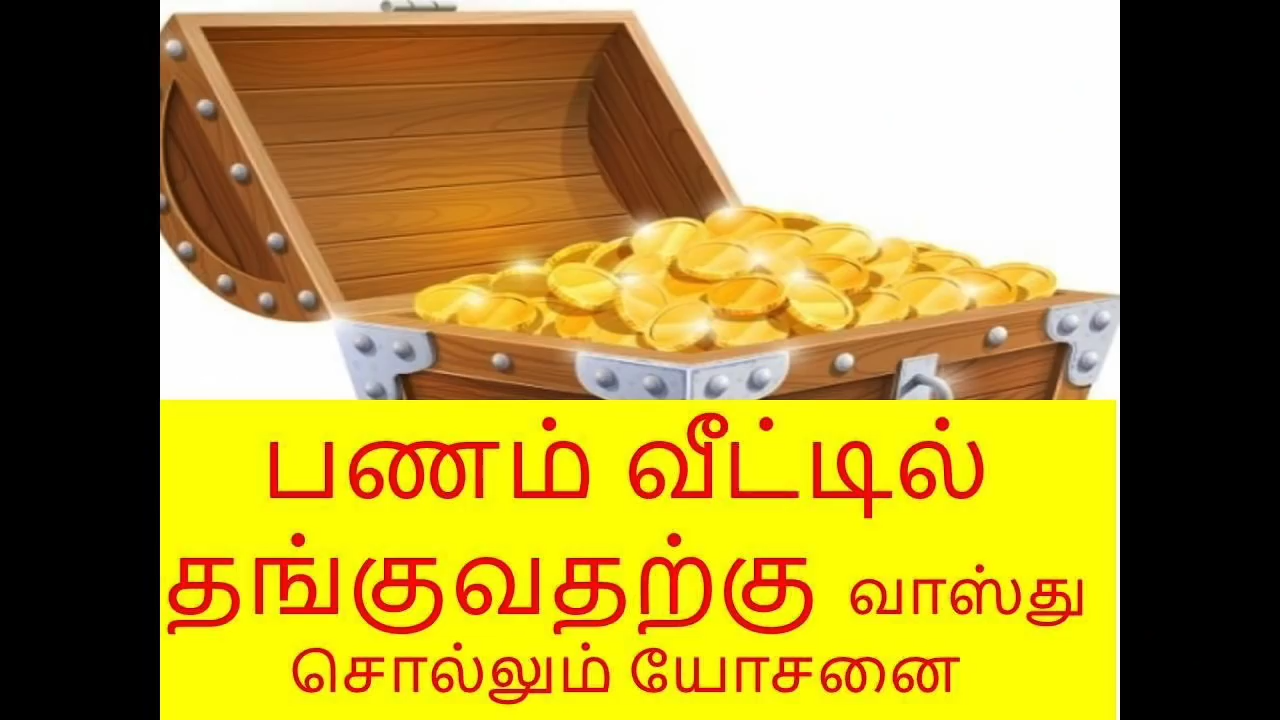 பணம் வீட்டில்
தங்குவதற்கு வாஸ்து
சொல்லும் யோசனை